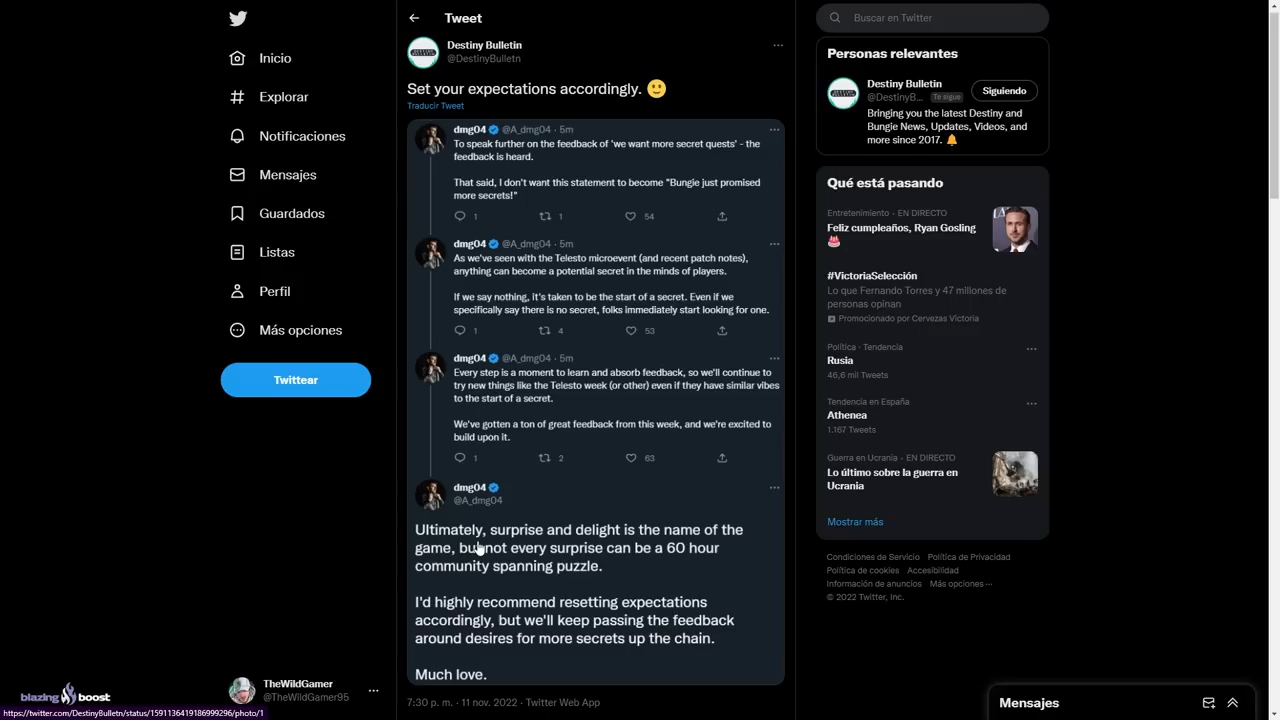 Tweet
Buscar en Twitter
Inicio
Explorar
Notificaciones
Mensajes
Guardados
Listas
Perfil
Más opciones
Twittear
TheWildGamer
@TheWildGamer95
blazing boost
https://twitter.com/DestinyBulletn/status/1591136419186999296/photo/1
Destiny Bulletin
@DestinyBulletn
Set your expectations accordingly. 🙂
Traducir Tweet
dmg04 @A_dmg04 · 5m
To speak further on the feedback of 'we want more secret quests' - the
feedback is heard.
That said, I don't want this statement to become "Bungie just promised
more secrets!"
1 1 54
dmg04 @A_dmg04 · 5m
As we've seen with the Telesto microevent (and recent patch notes),
anything can become a potential secret in the minds of players.
If we say nothing, it's taken to be the start of a secret. Even if we
specifically say there is no secret, folks immediately start looking for one.
1 4 53
dmg04 @A_dmg04 · 5m
Every step is a moment to learn and absorb feedback, so we'll continue to
try new things like the Telesto week (or other) even if they have similar vibes
to the start of a secret.
We've gotten a ton of great feedback from this week, and we're excited to
build upon it.
1 2 63
dmg04
@A_dmg04
Ultimately, surprise and delight is the name of the
game, but not every surprise can be a 60 hour
community spanning puzzle.
I'd highly recommend resetting expectations
accordingly, but we'll keep passing the feedback
around desires for more secrets up the chain.
Much love.
7:30 p. m. · 11 nov. 2022 · Twitter Web App
Personas relevantes
Destiny Bulletin
@DestinyB... Te sigue
Siguiendo
Bringing you the latest Destiny and
Bungie News, Updates, Videos, and
more since 2017. 🔔
Qué está pasando
Entretenimiento · EN DIRECTO
Feliz cumpleaños, Ryan Gosling
🎂
#VictoriaSelección
Lo que Fernando Torres y 47 millones de
personas opinan
Promocionado por Cervezas Victoria
Política · Tendencia
Rusia
46,6 mil Tweets
Tendencia en España
Athenea
1.167 Tweets
Guerra en Ucrania · EN DIRECTO
Lo último sobre la guerra en
Ucrania
Mostrar más
Condiciones de Servicio Política de Privacidad
Política de cookies Accesibilidad
Información de anuncios Más opciones ···
© 2022 Twitter, Inc.
Mensajes